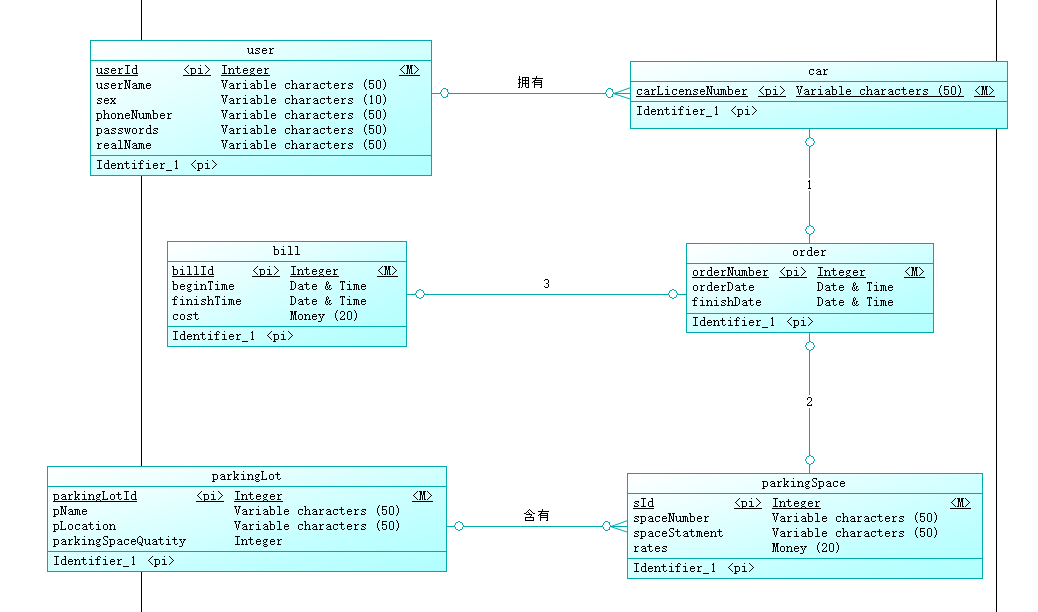 user
userId <pi> Integer <M>
userName Variable characters (50)
sex Variable characters (10)
phoneNumber Variable characters (50)
passwords Variable characters (50)
realName Variable characters (50)
Identifier_1 <pi>
拥有
car
carLicenseNumber <pi> Variable characters (50) <M>
Identifier_1 <pi>
1
bill
billId <pi> Integer <M>
beginTime Date & Time
finishTime Date & Time
cost Money (20)
Identifier_1 <pi>
3
order
orderNumber <pi> Integer <M>
orderDate Date & Time
finishDate Date & Time
Identifier_1 <pi>
2
parkingLot
parkingLotId <pi> Integer <M>
pName Variable characters (50)
pLocation Variable characters (50)
parkingSpaceQuatity Integer
Identifier_1 <pi>
含有
parkingSpace
sId <pi> Integer <M>
spaceNumber Variable characters (50)
spaceStatment Variable characters (50)
rates Money (20)
Identifier_1 <pi>